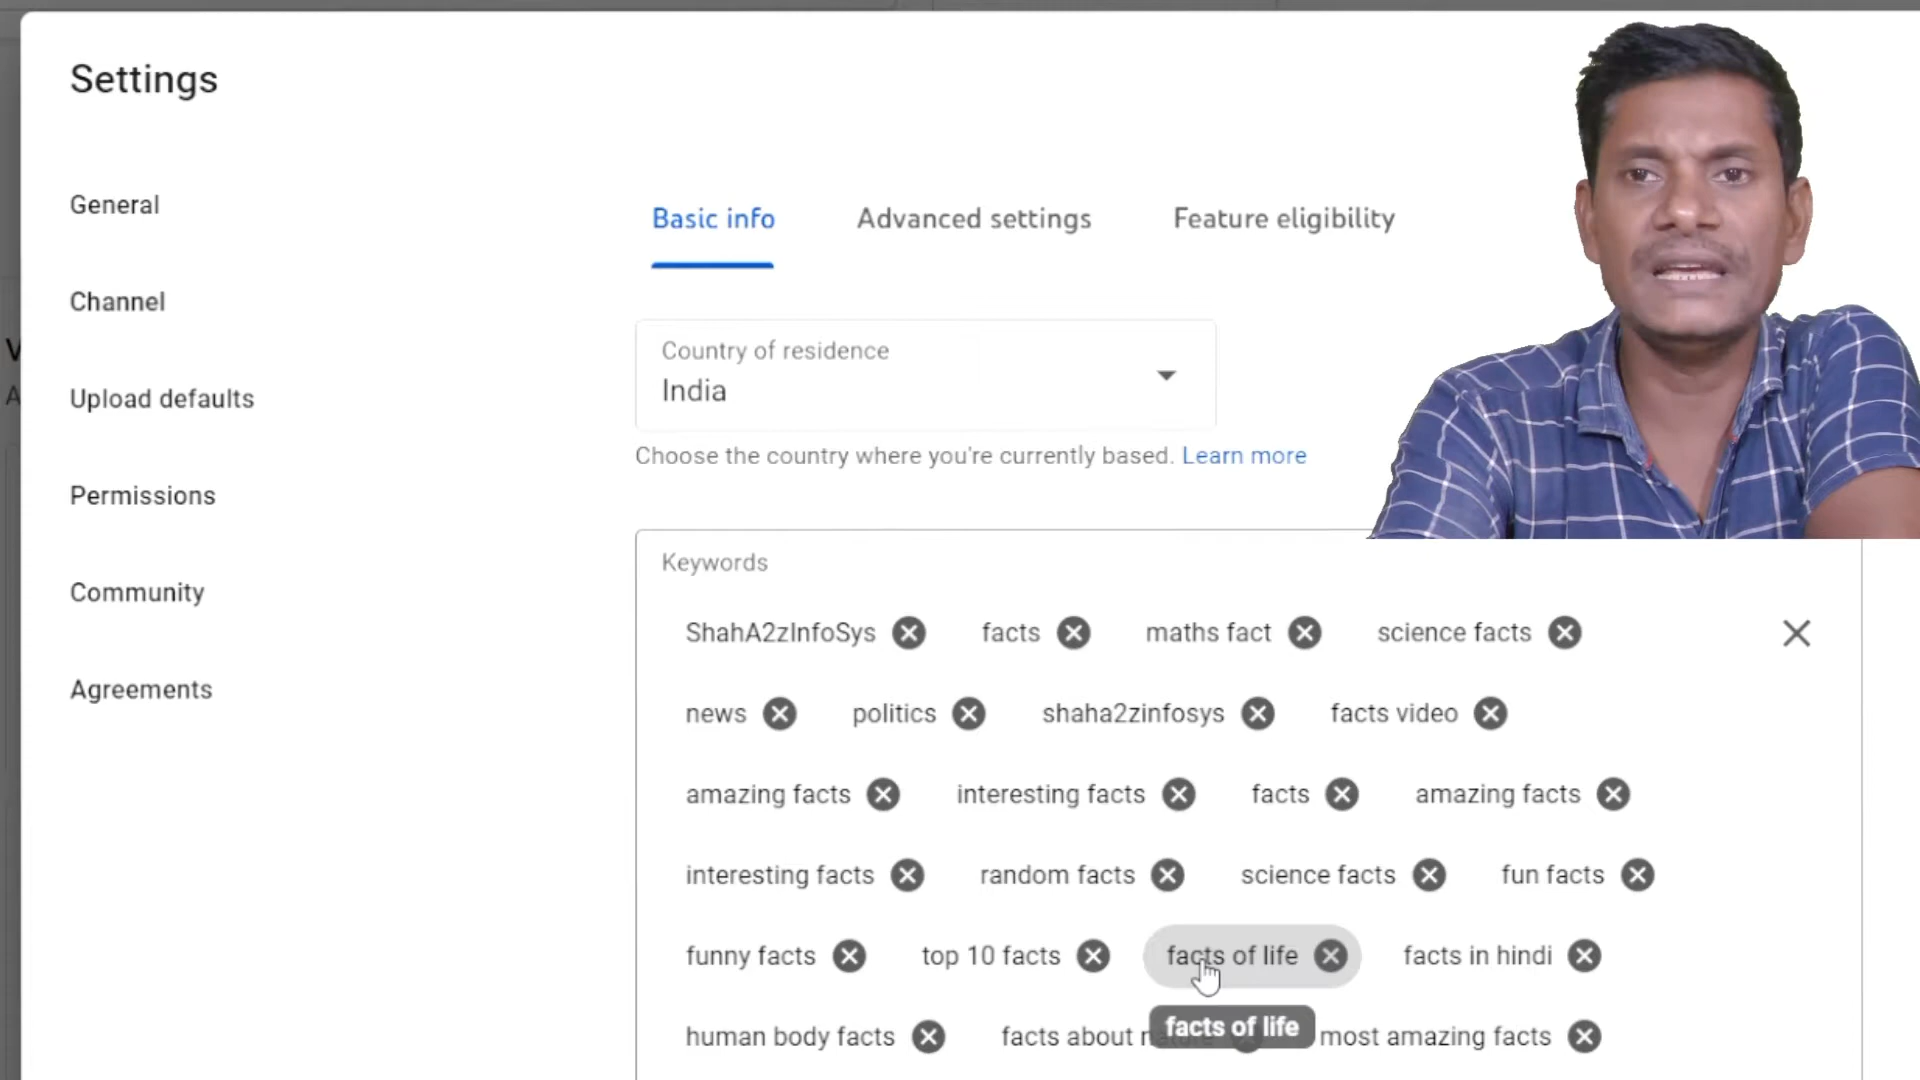 Settings
General
Channel
Upload defaults
Permissions
Community
Agreements
Basic info Advanced settings Feature eligibility
Country of residence
India
Choose the country where you're currently based. Learn more
Keywords
ShahA2zInfoSys facts maths fact science facts
news politics shaha2zinfosys facts video
amazing facts interesting facts facts amazing facts
interesting facts random facts science facts fun facts
funny facts top 10 facts facts of life facts in hindi
human body facts facts about most amazing facts
facts of life